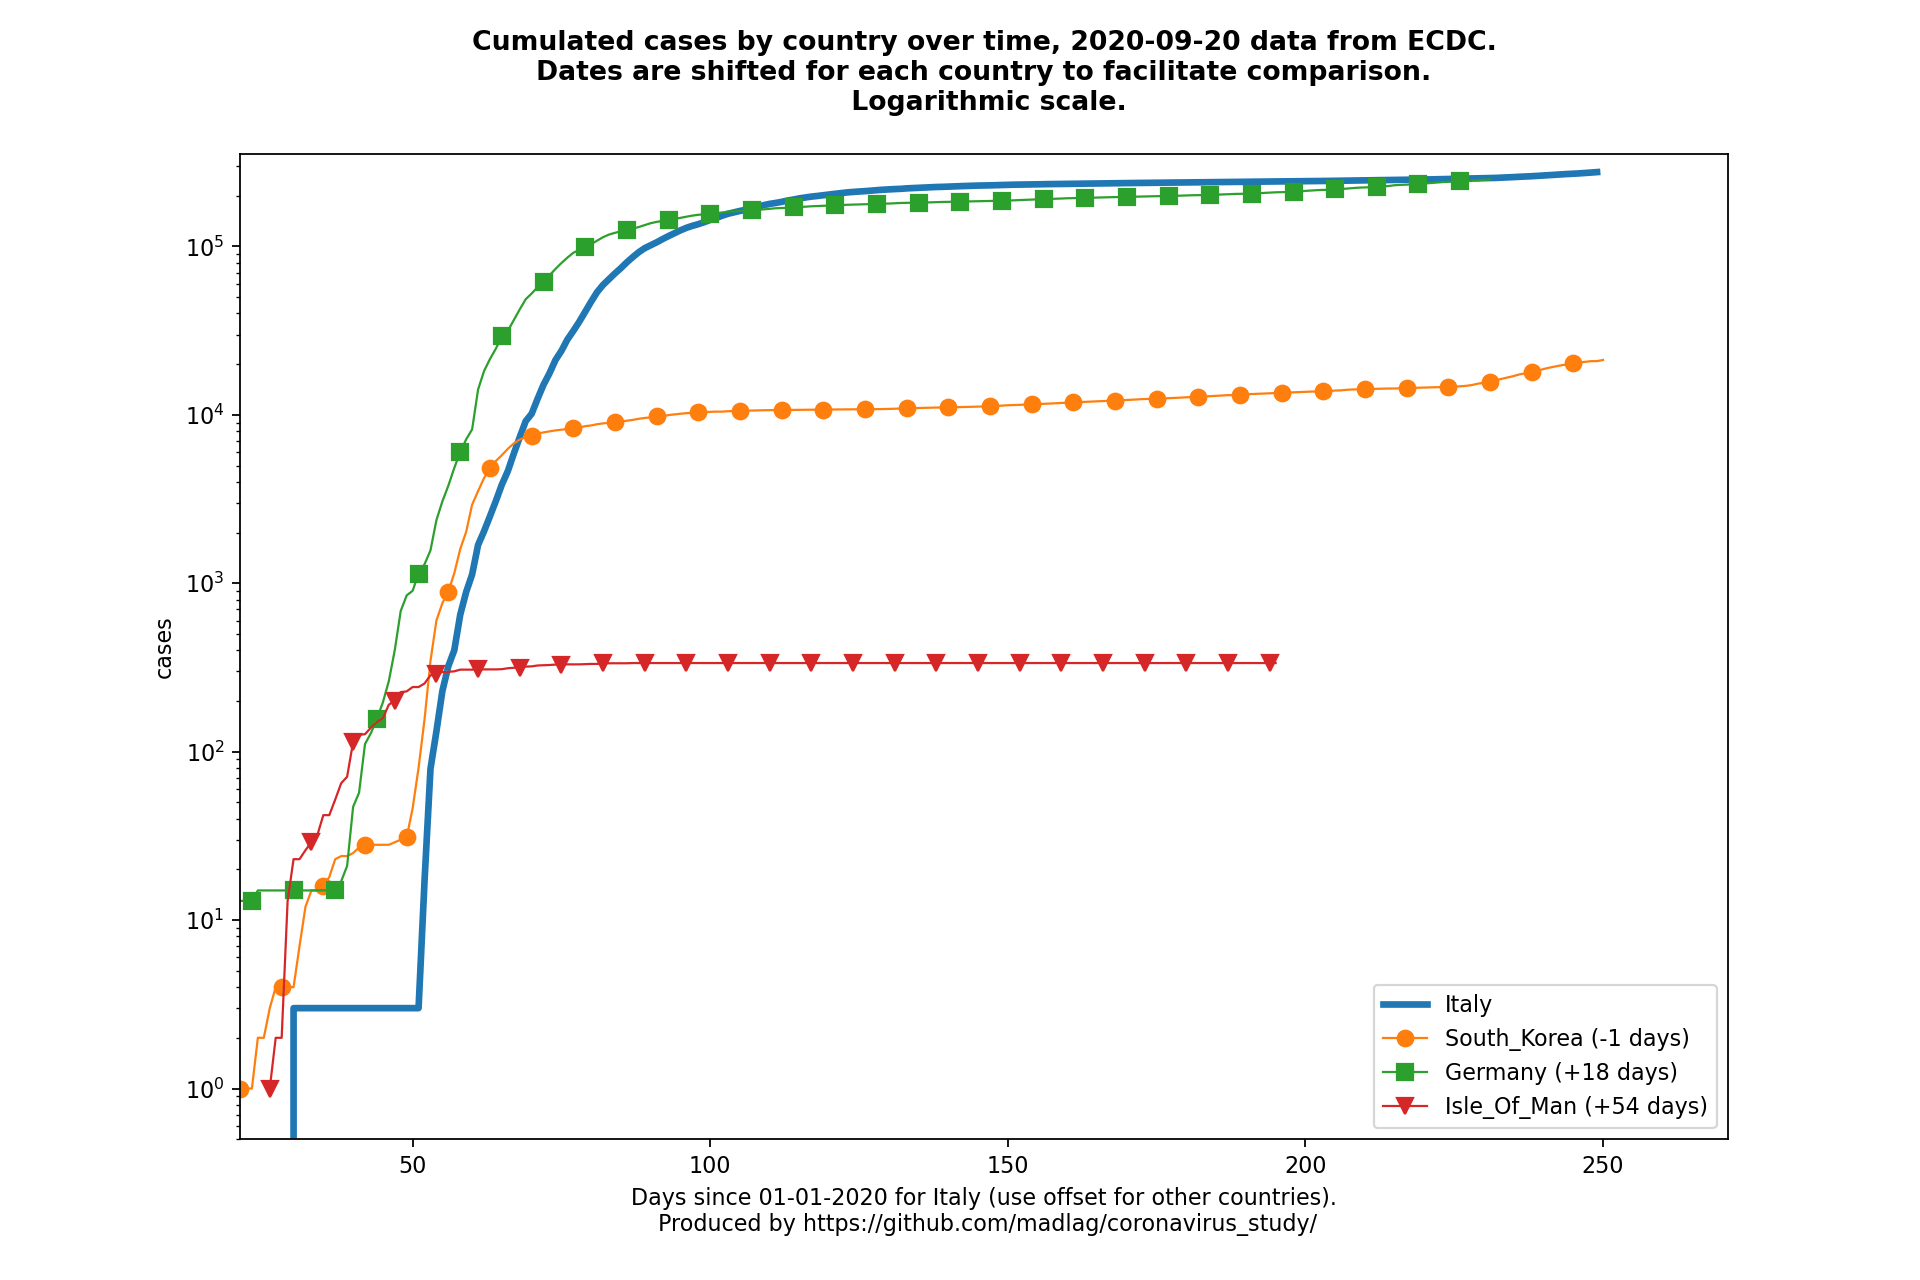 Cumulated cases by country over time, 2020-09-20 data from ECDC.
Dates are shifted for each country to facilitate comparison.
Logarithmic scale.
cases
10^5
10^4
10^3
10^2
10^1
10^0
50 100 150 200 250
Italy
South_Korea (-1 days)
Germany (+18 days)
Isle_Of_Man (+54 days)
Days since 01-01-2020 for Italy (use offset for other countries).
Produced by https://github.com/madlag/coronavirus_study/